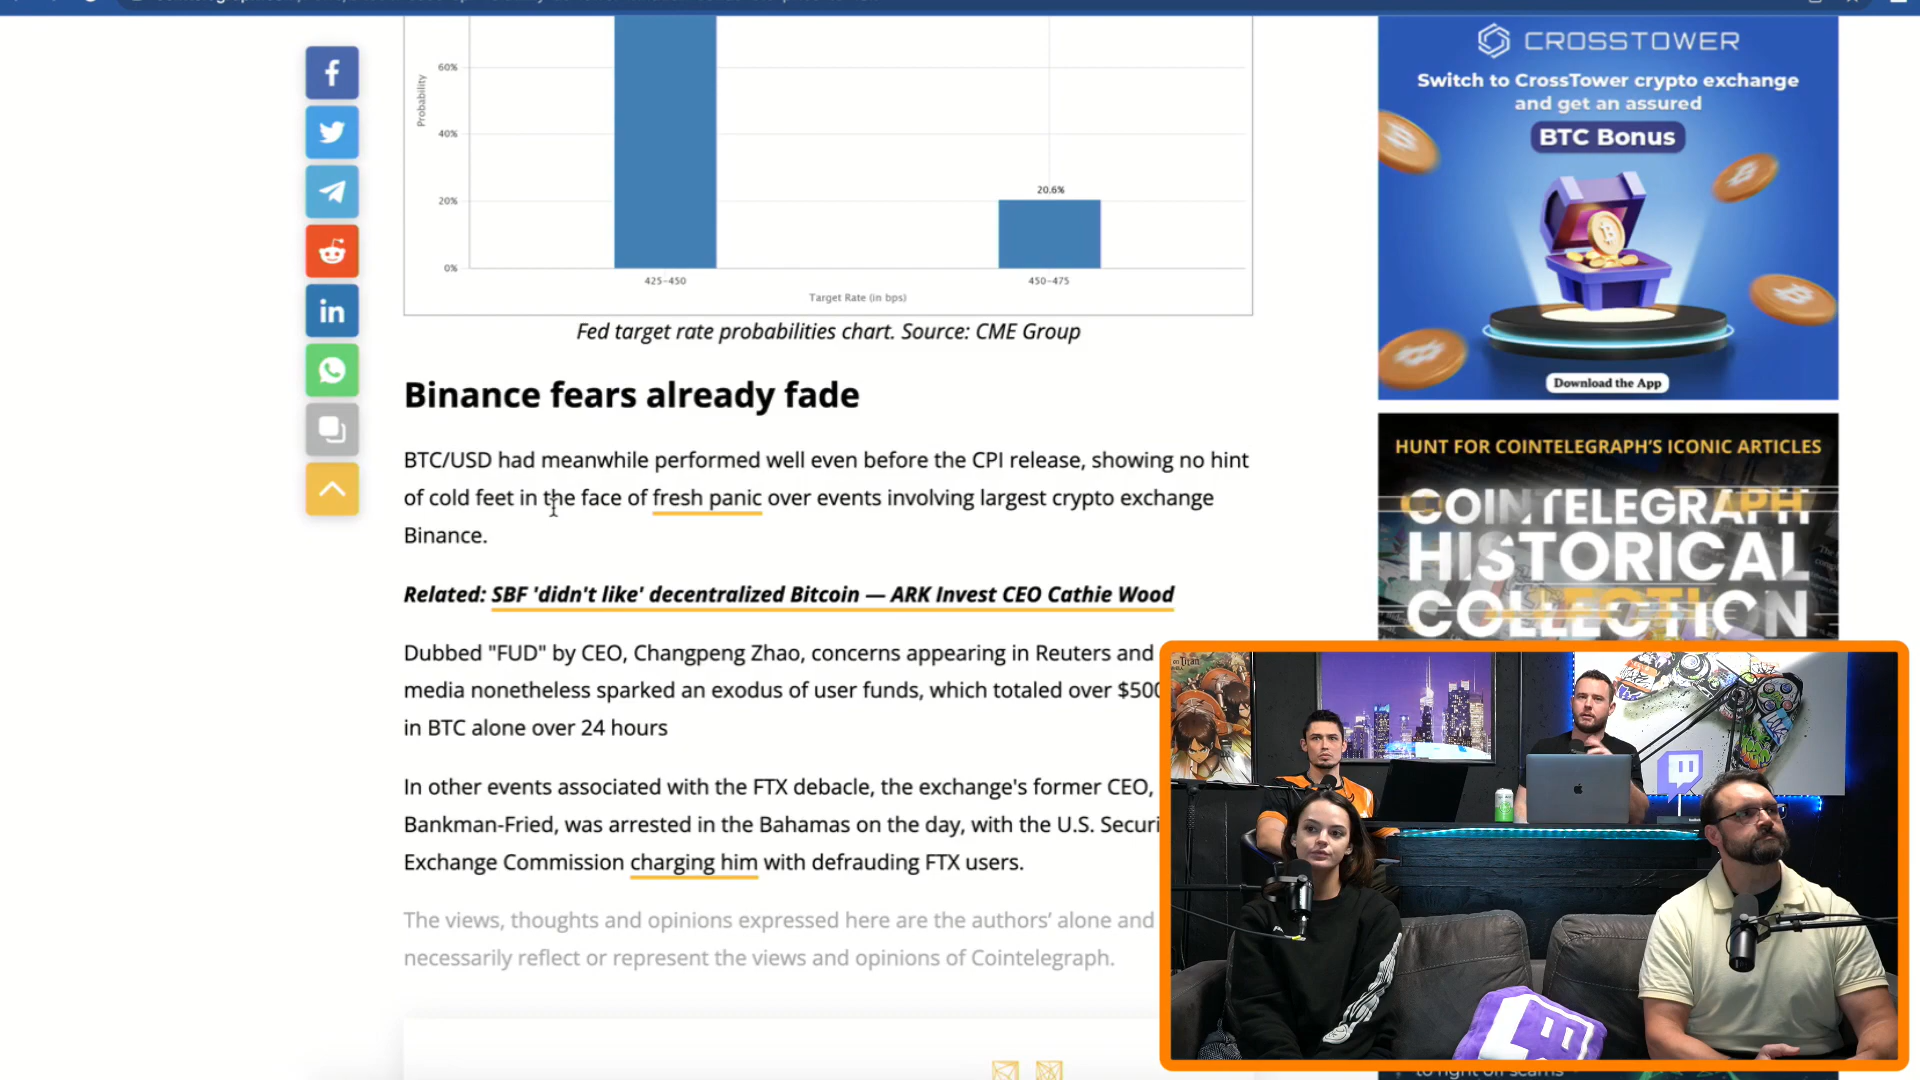 60%
Probability
40%
20.6%
20%
0%
425-450
450-475
Target Rate (in bps)
Fed target rate probabilities chart. Source: CME Group
Binance fears already fade
BTC/USD had meanwhile performed well even before the CPI release, showing no hint
of cold feet in the face of fresh panic over events involving largest crypto exchange
Binance.
Related: SBF 'didn't like' decentralized Bitcoin — ARK Invest CEO Cathie Wood
Dubbed "FUD" by CEO, Changpeng Zhao, concerns appearing in Reuters and
media nonetheless sparked an exodus of user funds, which totaled over $500
in BTC alone over 24 hours
In other events associated with the FTX debacle, the exchange's former CEO,
Bankman-Fried, was arrested in the Bahamas on the day, with the U.S. Securi
Exchange Commission charging him with defrauding FTX users.
The views, thoughts and opinions expressed here are the authors' alone and
necessarily reflect or represent the views and opinions of Cointelegraph.
CROSSTOWER
Switch to CrossTower crypto exchange
and get an assured
BTC Bonus
Download the App
HUNT FOR COINTELEGRAPH'S ICONIC ARTICLES
COINTELEGRAPH
HISTORICAL
COLLECTION